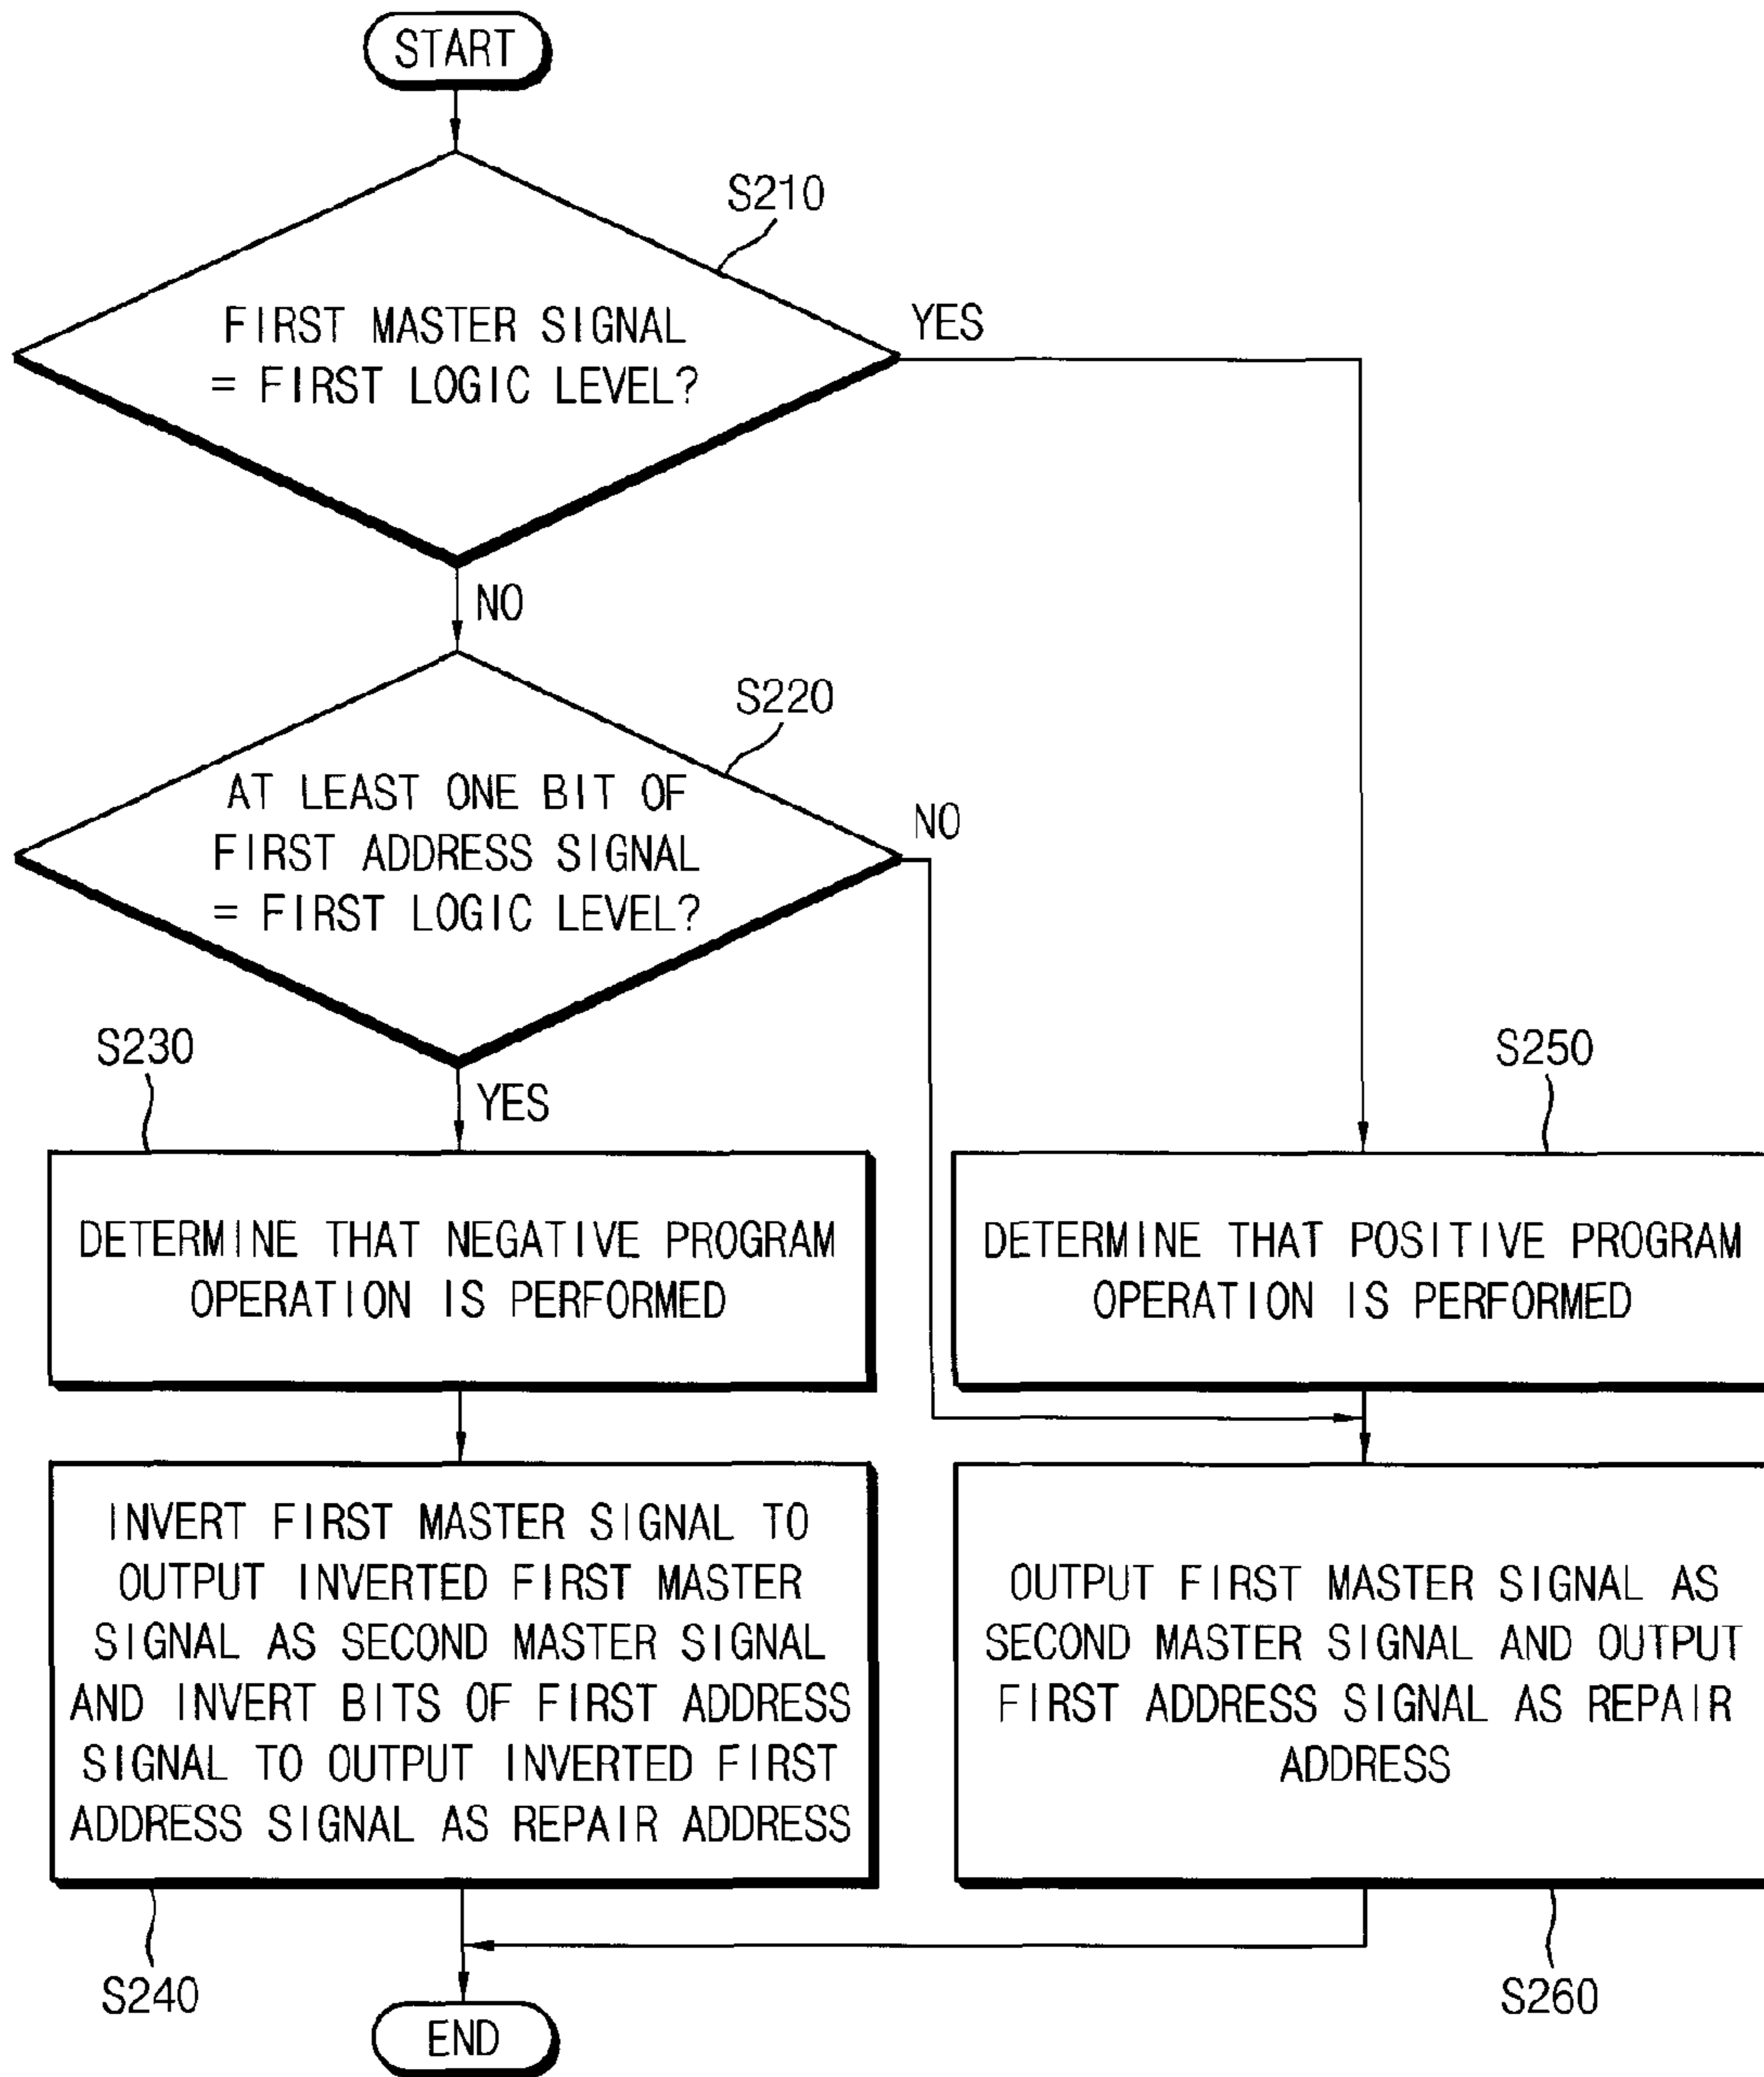 START
S210
FIRST MASTER SIGNAL
= FIRST LOGIC LEVEL?
YES
NO
S220
AT LEAST ONE BIT OF
FIRST ADDRESS SIGNAL
= FIRST LOGIC LEVEL?
NO
YES
S230
DETERMINE THAT NEGATIVE PROGRAM
OPERATION IS PERFORMED
S250
DETERMINE THAT POSITIVE PROGRAM
OPERATION IS PERFORMED
INVERT FIRST MASTER SIGNAL TO
OUTPUT INVERTED FIRST MASTER
SIGNAL AS SECOND MASTER SIGNAL
AND INVERT BITS OF FIRST ADDRESS
SIGNAL TO OUTPUT INVERTED FIRST
ADDRESS SIGNAL AS REPAIR ADDRESS
S240
OUTPUT FIRST MASTER SIGNAL AS
SECOND MASTER SIGNAL AND OUTPUT
FIRST ADDRESS SIGNAL AS REPAIR
ADDRESS
S260
END